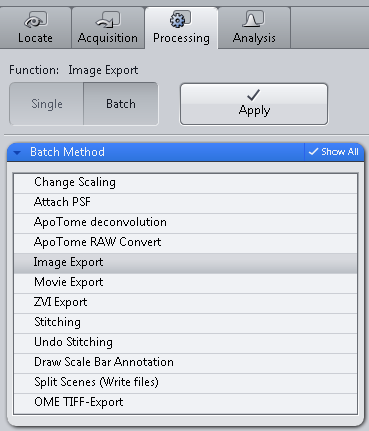 Locate Acquisition Processing Analysis
Function: Image Export
Single Batch Apply
Batch Method Show All
Change Scaling
Attach PSF
ApoTome deconvolution
ApoTome RAW Convert
Image Export
Movie Export
ZVI Export
Stitching
Undo Stitching
Draw Scale Bar Annotation
Split Scenes (Write files)
OME TIFF-Export